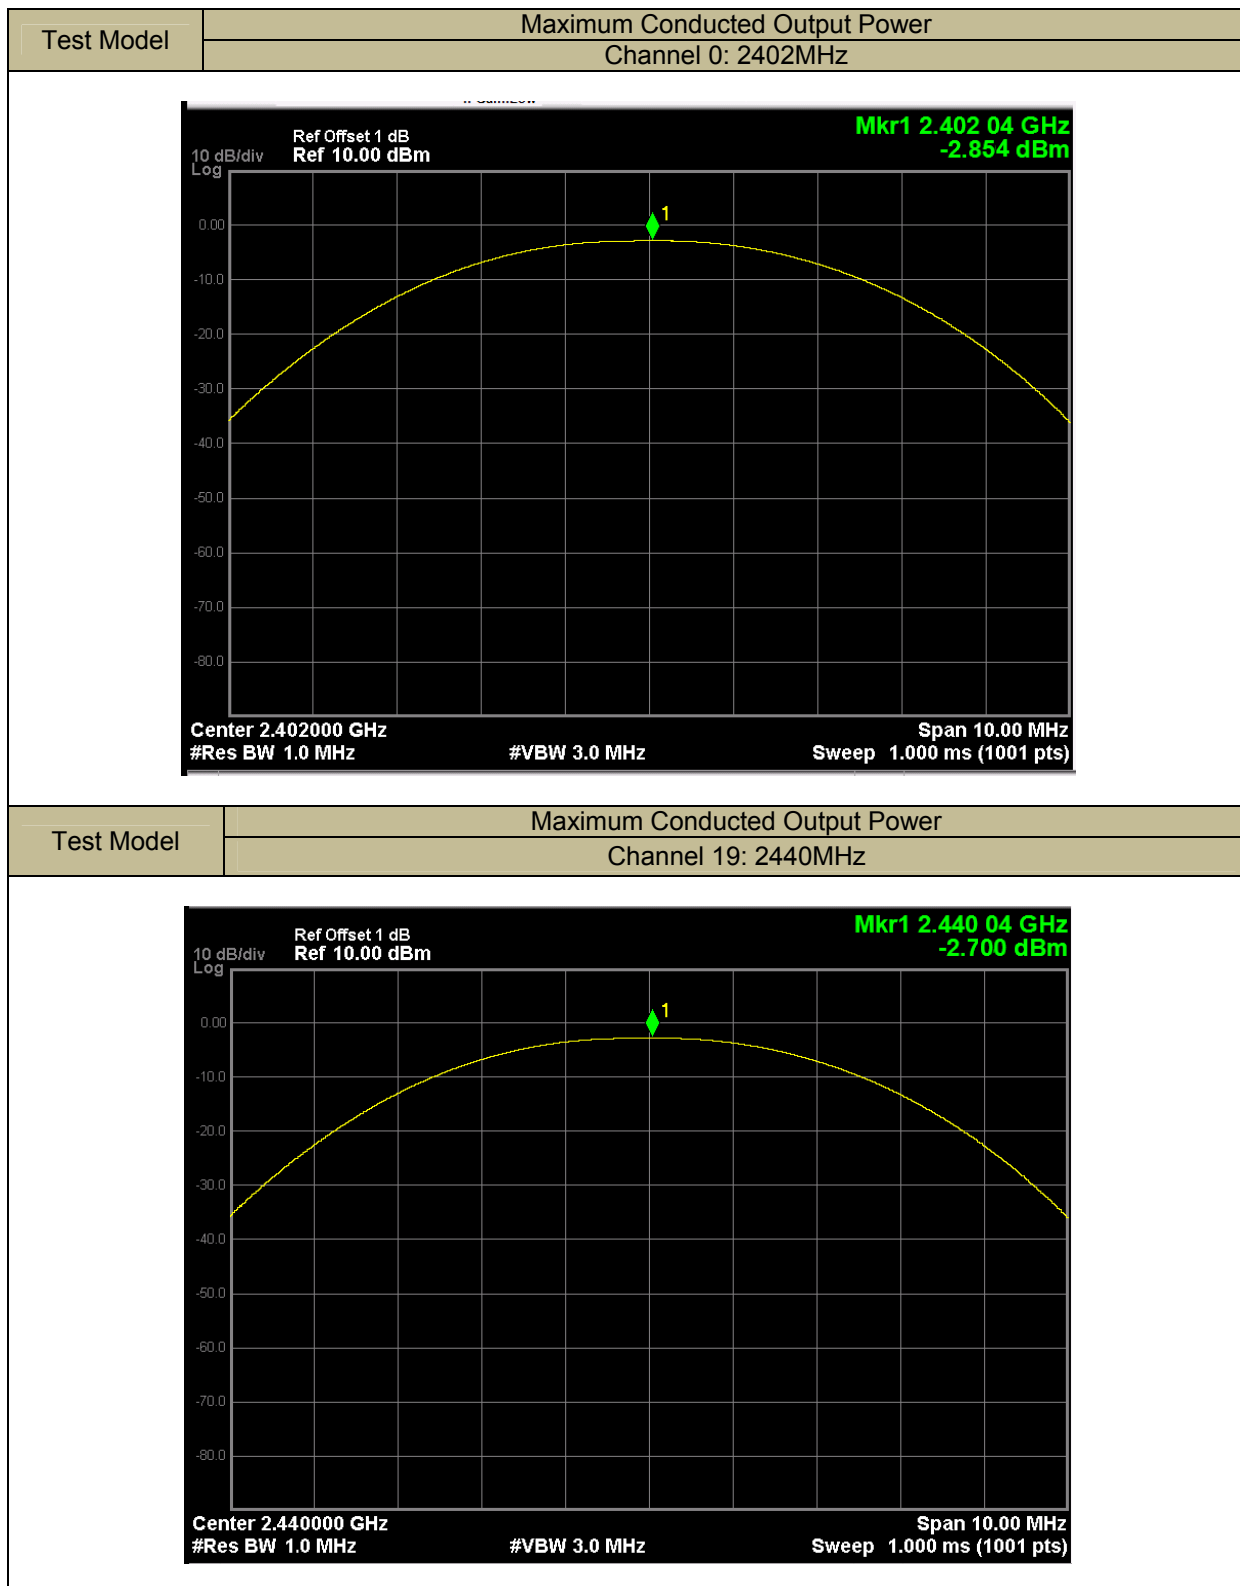 Test Model
Maximum Conducted Output Power
Channel 0: 2402MHz
Mkr1 2.402 04 GHz
-2.854 dBm
Ref Offset 1 dB
10 dB/div Ref 10.00 dBm
Log
1
0.00
-10.0
-20.0
-30.0
-40.0
-50.0
-60.0
-70.0
-80.0
Center 2.402000 GHz Span 10.00 MHz
#Res BW 1.0 MHz #VBW 3.0 MHz Sweep 1.000 ms (1001 pts)
Test Model
Maximum Conducted Output Power
Channel 19: 2440MHz
Mkr1 2.440 04 GHz
-2.700 dBm
Ref Offset 1 dB
10 dB/div Ref 10.00 dBm
Log
1
0.00
-10.0
-20.0
-30.0
-40.0
-50.0
-60.0
-70.0
-80.0
Center 2.440000 GHz Span 10.00 MHz
#Res BW 1.0 MHz #VBW 3.0 MHz Sweep 1.000 ms (1001 pts)